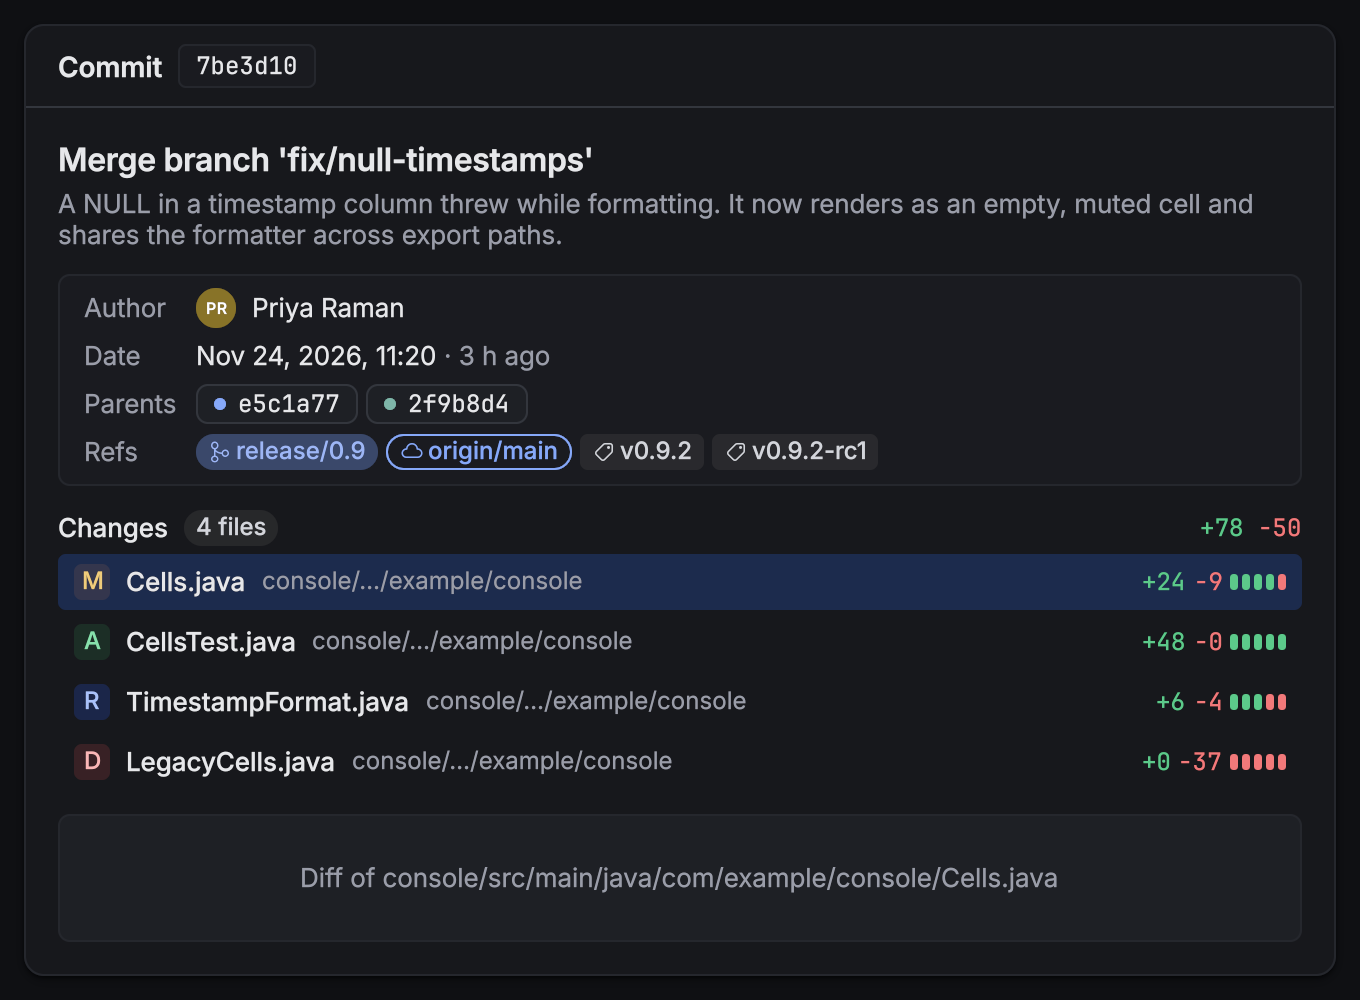 Commit 7be3d10
Merge branch 'fix/null-timestamps'
A NULL in a timestamp column threw while formatting. It now renders as an empty, muted cell and
shares the formatter across export paths.
Author PR Priya Raman
Date Nov 24, 2026, 11:20 · 3 h ago
Parents e5c1a77 2f9b8d4
Refs release/0.9 origin/main v0.9.2 v0.9.2-rc1
Changes 4 files +78 -50
M Cells.java console/.../example/console +24 -9
A CellsTest.java console/.../example/console +48 -0
R TimestampFormat.java console/.../example/console +6 -4
D LegacyCells.java console/.../example/console +0 -37
Diff of console/src/main/java/com/example/console/Cells.java